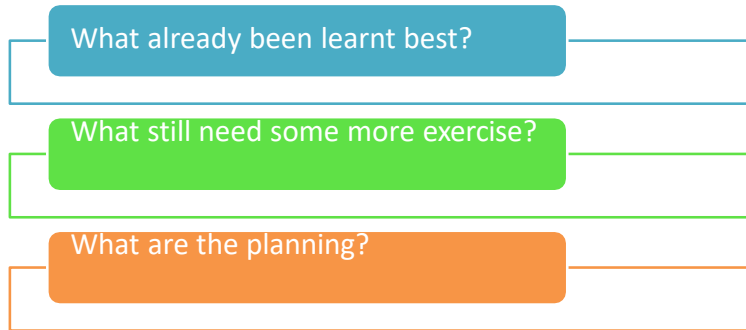 What already been learnt best?
What still need some more exercise?
What are the planning?